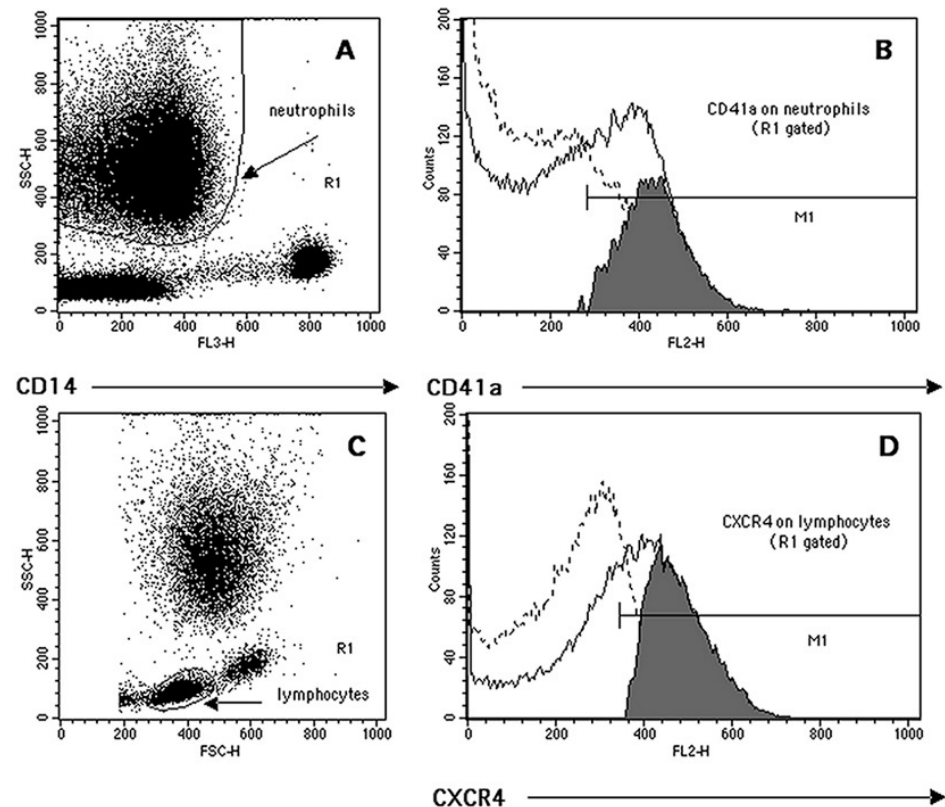 A
neutrophils
R1
SSC-H
0 200 400 600 800 1000
0 200 400 600 800 1000
FL3-H
CD14
B
CD41a on neutrophils
(R1 gated)
M1
Counts
0 40 80 120 160 200
0 200 400 600 800 1000
FL2-H
CD41a
C
R1
lymphocytes
SSC-H
0 200 400 600 800 1000
0 200 400 600 800 1000
FSC-H
D
CXCR4 on lymphocytes
(R1 gated)
M1
Counts
0 40 80 120 160 200
0 200 400 600 800 1000
FL2-H
CXCR4